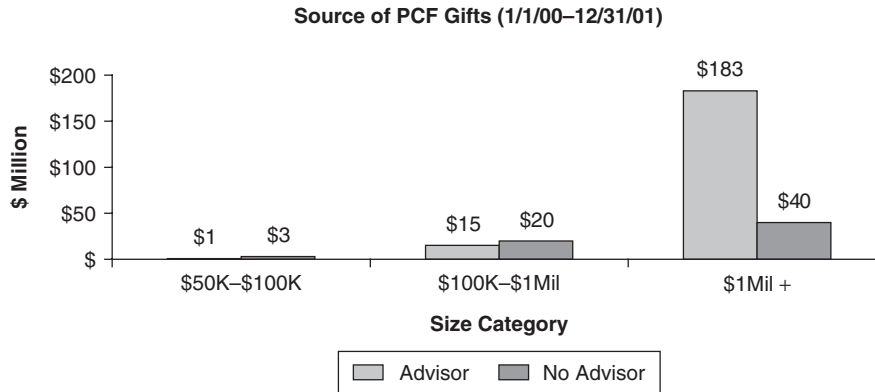 Source of PCF Gifts (1/1/00–12/31/01)
$ Million
$200
$150
$100
$50
$
$1
$3
$15
$20
$183
$40
$50K–$100K
$100K–$1Mil
$1Mil +
Size Category
Advisor
No Advisor